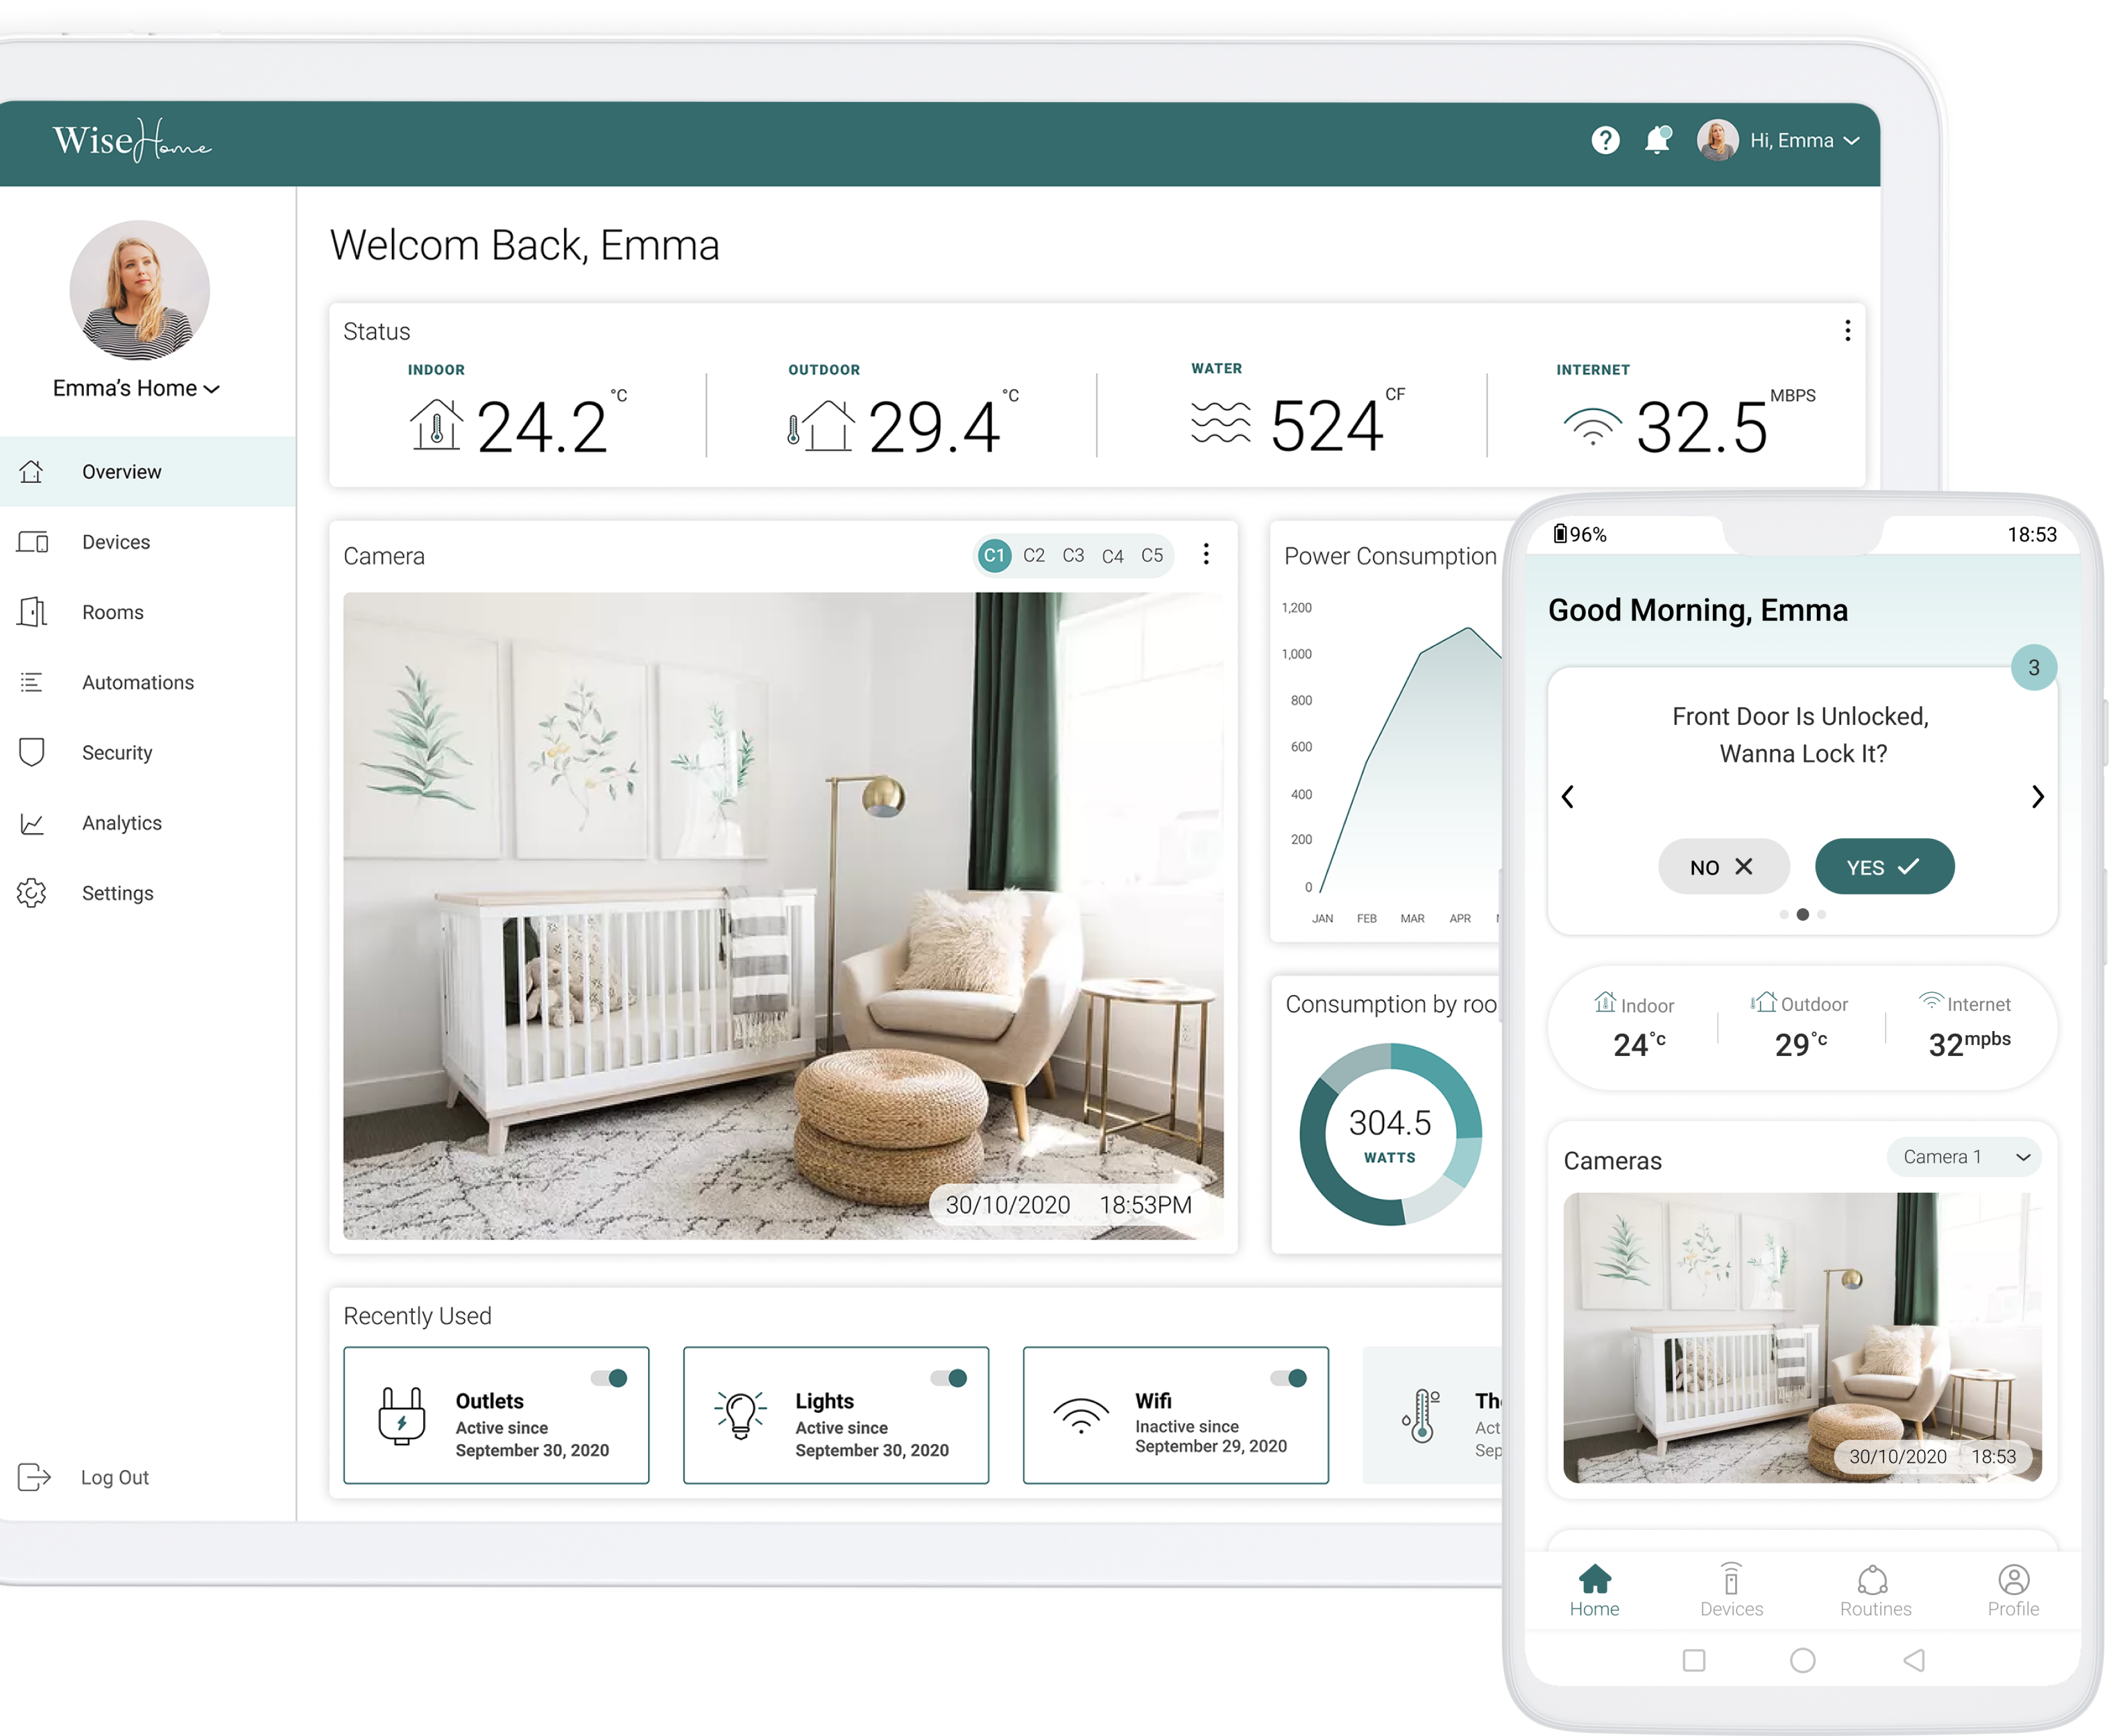 WiseHome
Hi, Emma
Emma's Home
Overview
Devices
Rooms
Automations
Security
Analytics
Settings
Log Out
Welcom Back, Emma
Status
INDOOR
24.2 °C
OUTDOOR
29.4 °C
WATER
524 CF
INTERNET
32.5 MBPS
Camera
C1 C2 C3 C4 C5
30/10/2020 18:53PM
Power Consumption
1,200
1,000
800
600
400
200
0
JAN FEB MAR APR
Consumption by roo
304.5
WATTS
Recently Used
Outlets
Active since
September 30, 2020
Lights
Active since
September 30, 2020
Wifi
Inactive since
September 29, 2020
Act
Sep
96% 18:53
Good Morning, Emma
3
Front Door Is Unlocked,
Wanna Lock It?
NO YES
Indoor
24°c
Outdoor
29°c
Internet
32mpbs
Cameras
Camera 1
30/10/2020 18:53
Home
Devices
Routines
Profile